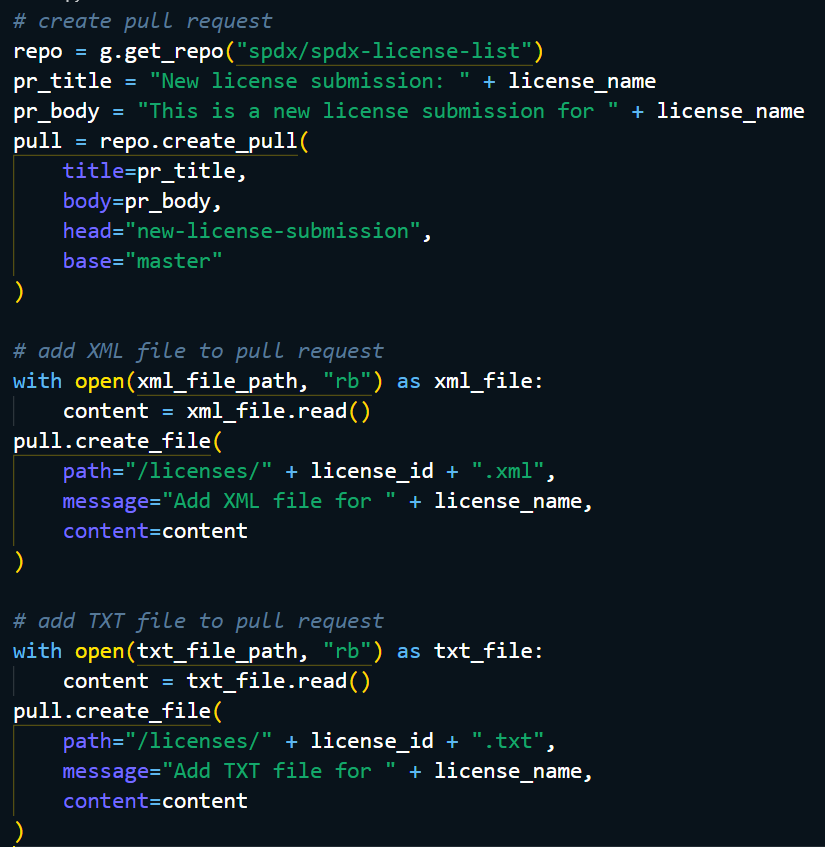 # create pull request
repo = g.get_repo("spdx/spdx-license-list")
pr_title = "New license submission: " + license_name
pr_body = "This is a new license submission for " + license_name
pull = repo.create_pull(
    title=pr_title,
    body=pr_body,
    head="new-license-submission",
    base="master"
)

# add XML file to pull request
with open(xml_file_path, "rb") as xml_file:
    content = xml_file.read()
pull.create_file(
    path="/licenses/" + license_id + ".xml",
    message="Add XML file for " + license_name,
    content=content
)

# add TXT file to pull request
with open(txt_file_path, "rb") as txt_file:
    content = txt_file.read()
pull.create_file(
    path="/licenses/" + license_id + ".txt",
    message="Add TXT file for " + license_name,
    content=content
)